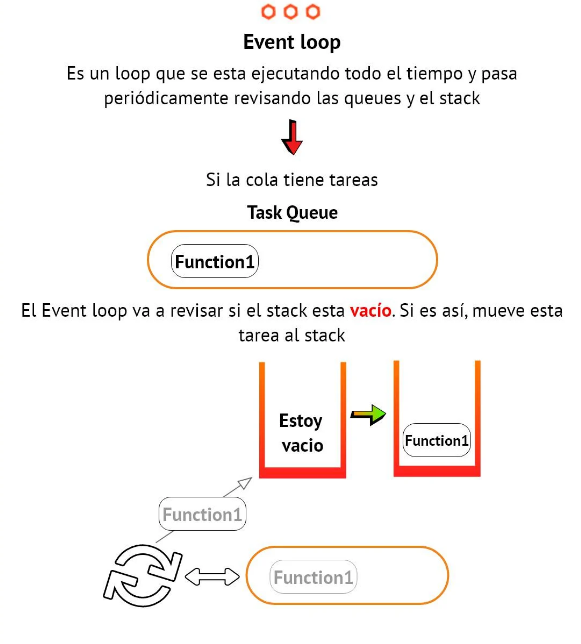 Event loop
Es un loop que se esta ejecutando todo el tiempo y pasa
periódicamente revisando las queues y el stack
Si la cola tiene tareas
Task Queue
Function1
El Event loop va a revisar si el stack esta vacío. Si es así, mueve esta
tarea al stack
Estoy
vacio
Function1
Function1
Function1